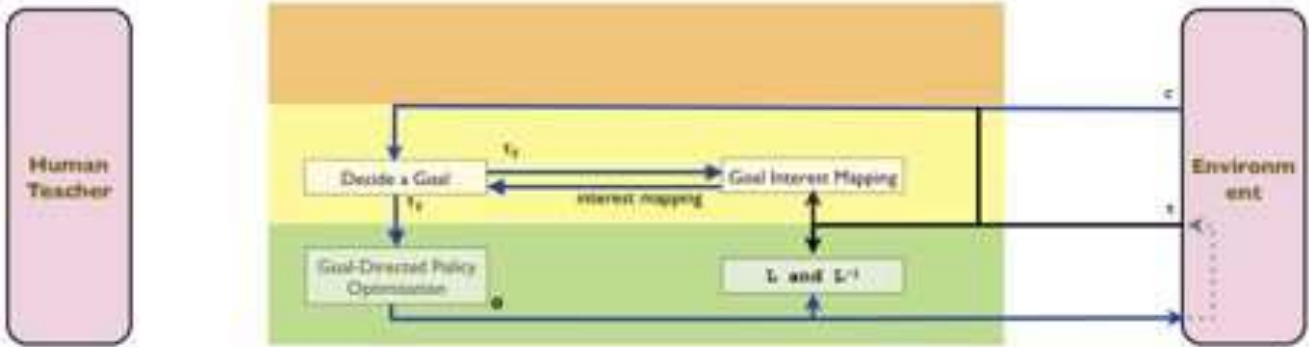 Human
Teacher
Environm
ent
c
Decide a Goal
Goal Interest Mapping
interest mapping
Goal-Directed Policy
Optimization
L and L⁻¹
θ